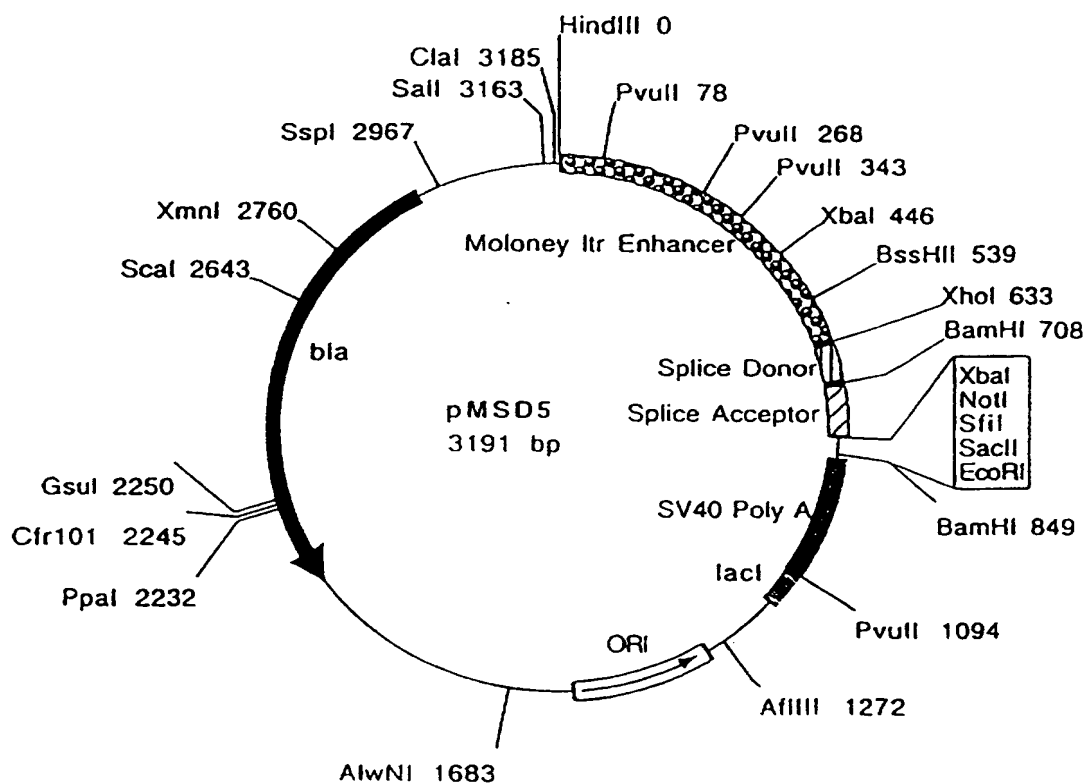 HindIII 0
ClaI 3185
SalI 3163
SspI 2967
XmnI 2760
ScaI 2643
PvuII 78
PvuII 268
PvuII 343
XbaI 446
BssHII 539
XhoI 633
BamHI 708
Moloney ltr Enhancer
Splice Donor
Splice Acceptor
XbaI
NotI
SfiI
SacII
EcoRI
bla
pMSD5
3191 bp
SV40 Poly A
BamHI 849
lacI
PvuII 1094
GsuI 2250
Cfr101 2245
PpaI 2232
ORI
AflIII 1272
AlwNI 1683